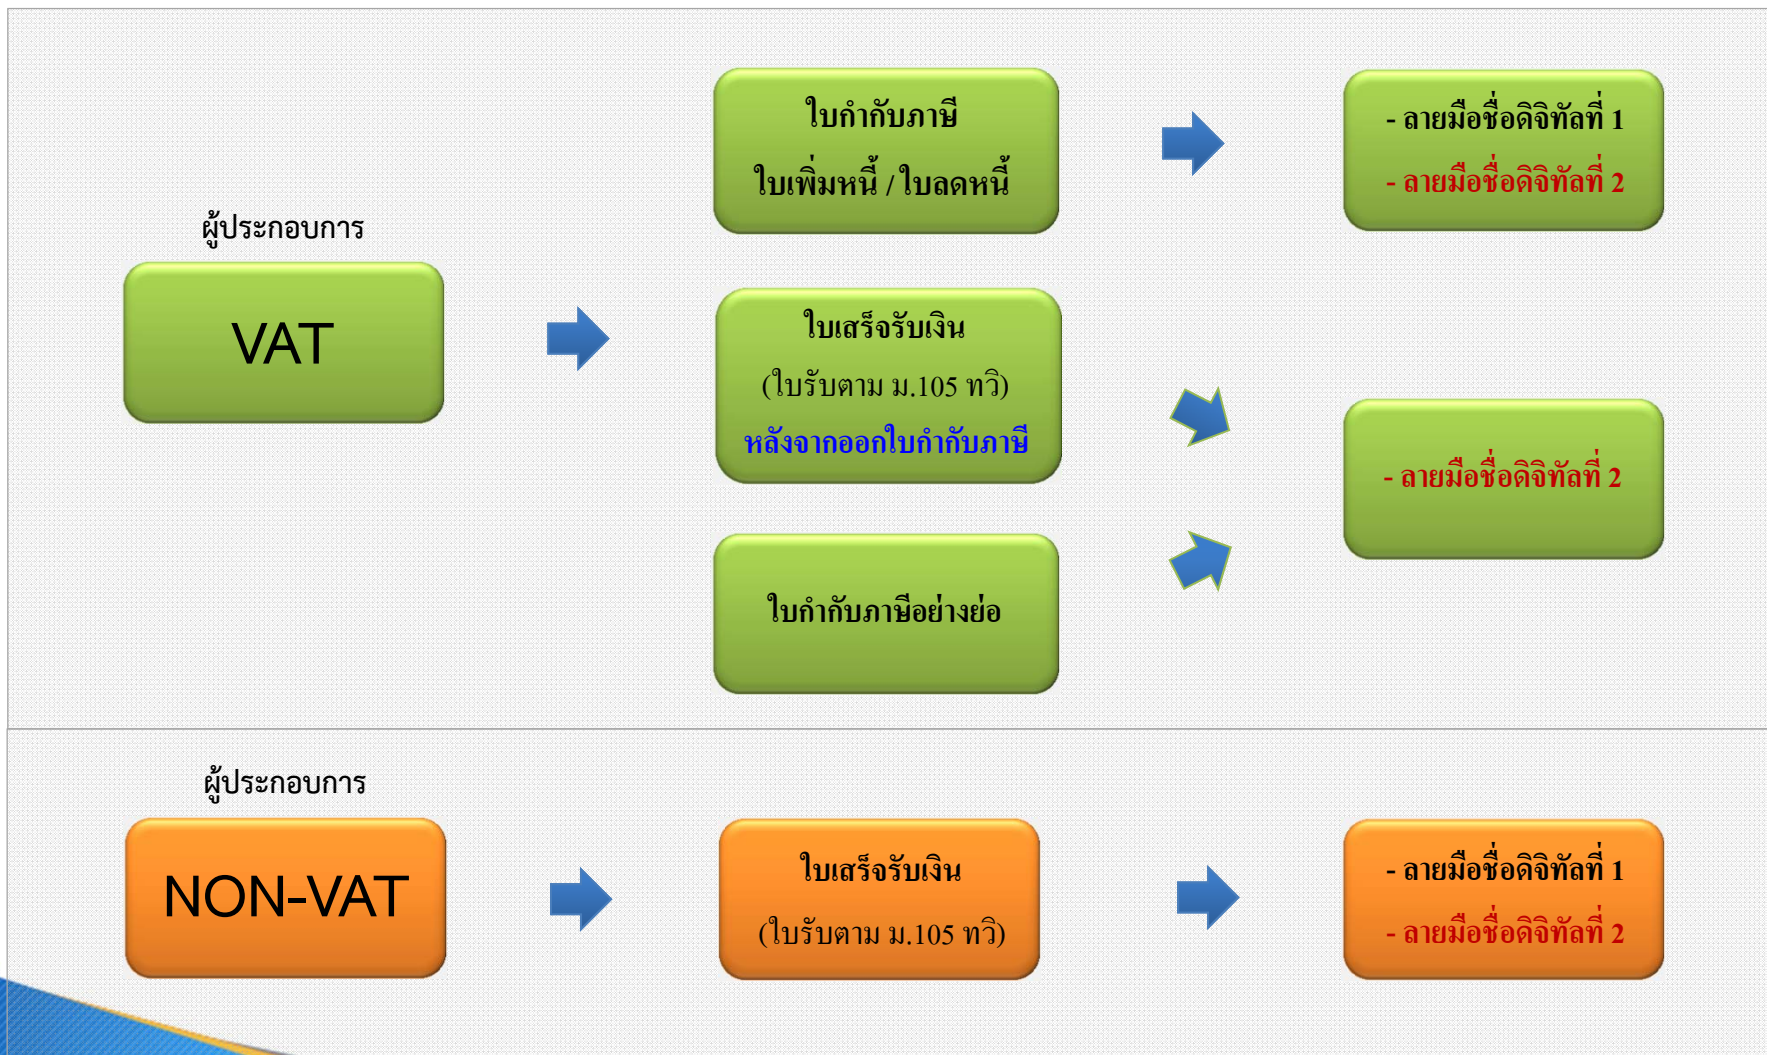 ผู้ประกอบการ
VAT
ใบกำกับภาษี
ใบเพิ่มหนี้ / ใบลดหนี้
- ลายมือชื่อดิจิทัลที่ 1
- ลายมือชื่อดิจิทัลที่ 2
ใบเสร็จรับเงิน
(ใบรับตาม ม.105 ทวิ)
หลังจากออกใบกำกับภาษี
ใบกำกับภาษีอย่างย่อ
- ลายมือชื่อดิจิทัลที่ 2
ผู้ประกอบการ
NON-VAT
ใบเสร็จรับเงิน
(ใบรับตาม ม.105 ทวิ)
- ลายมือชื่อดิจิทัลที่ 1
- ลายมือชื่อดิจิทัลที่ 2